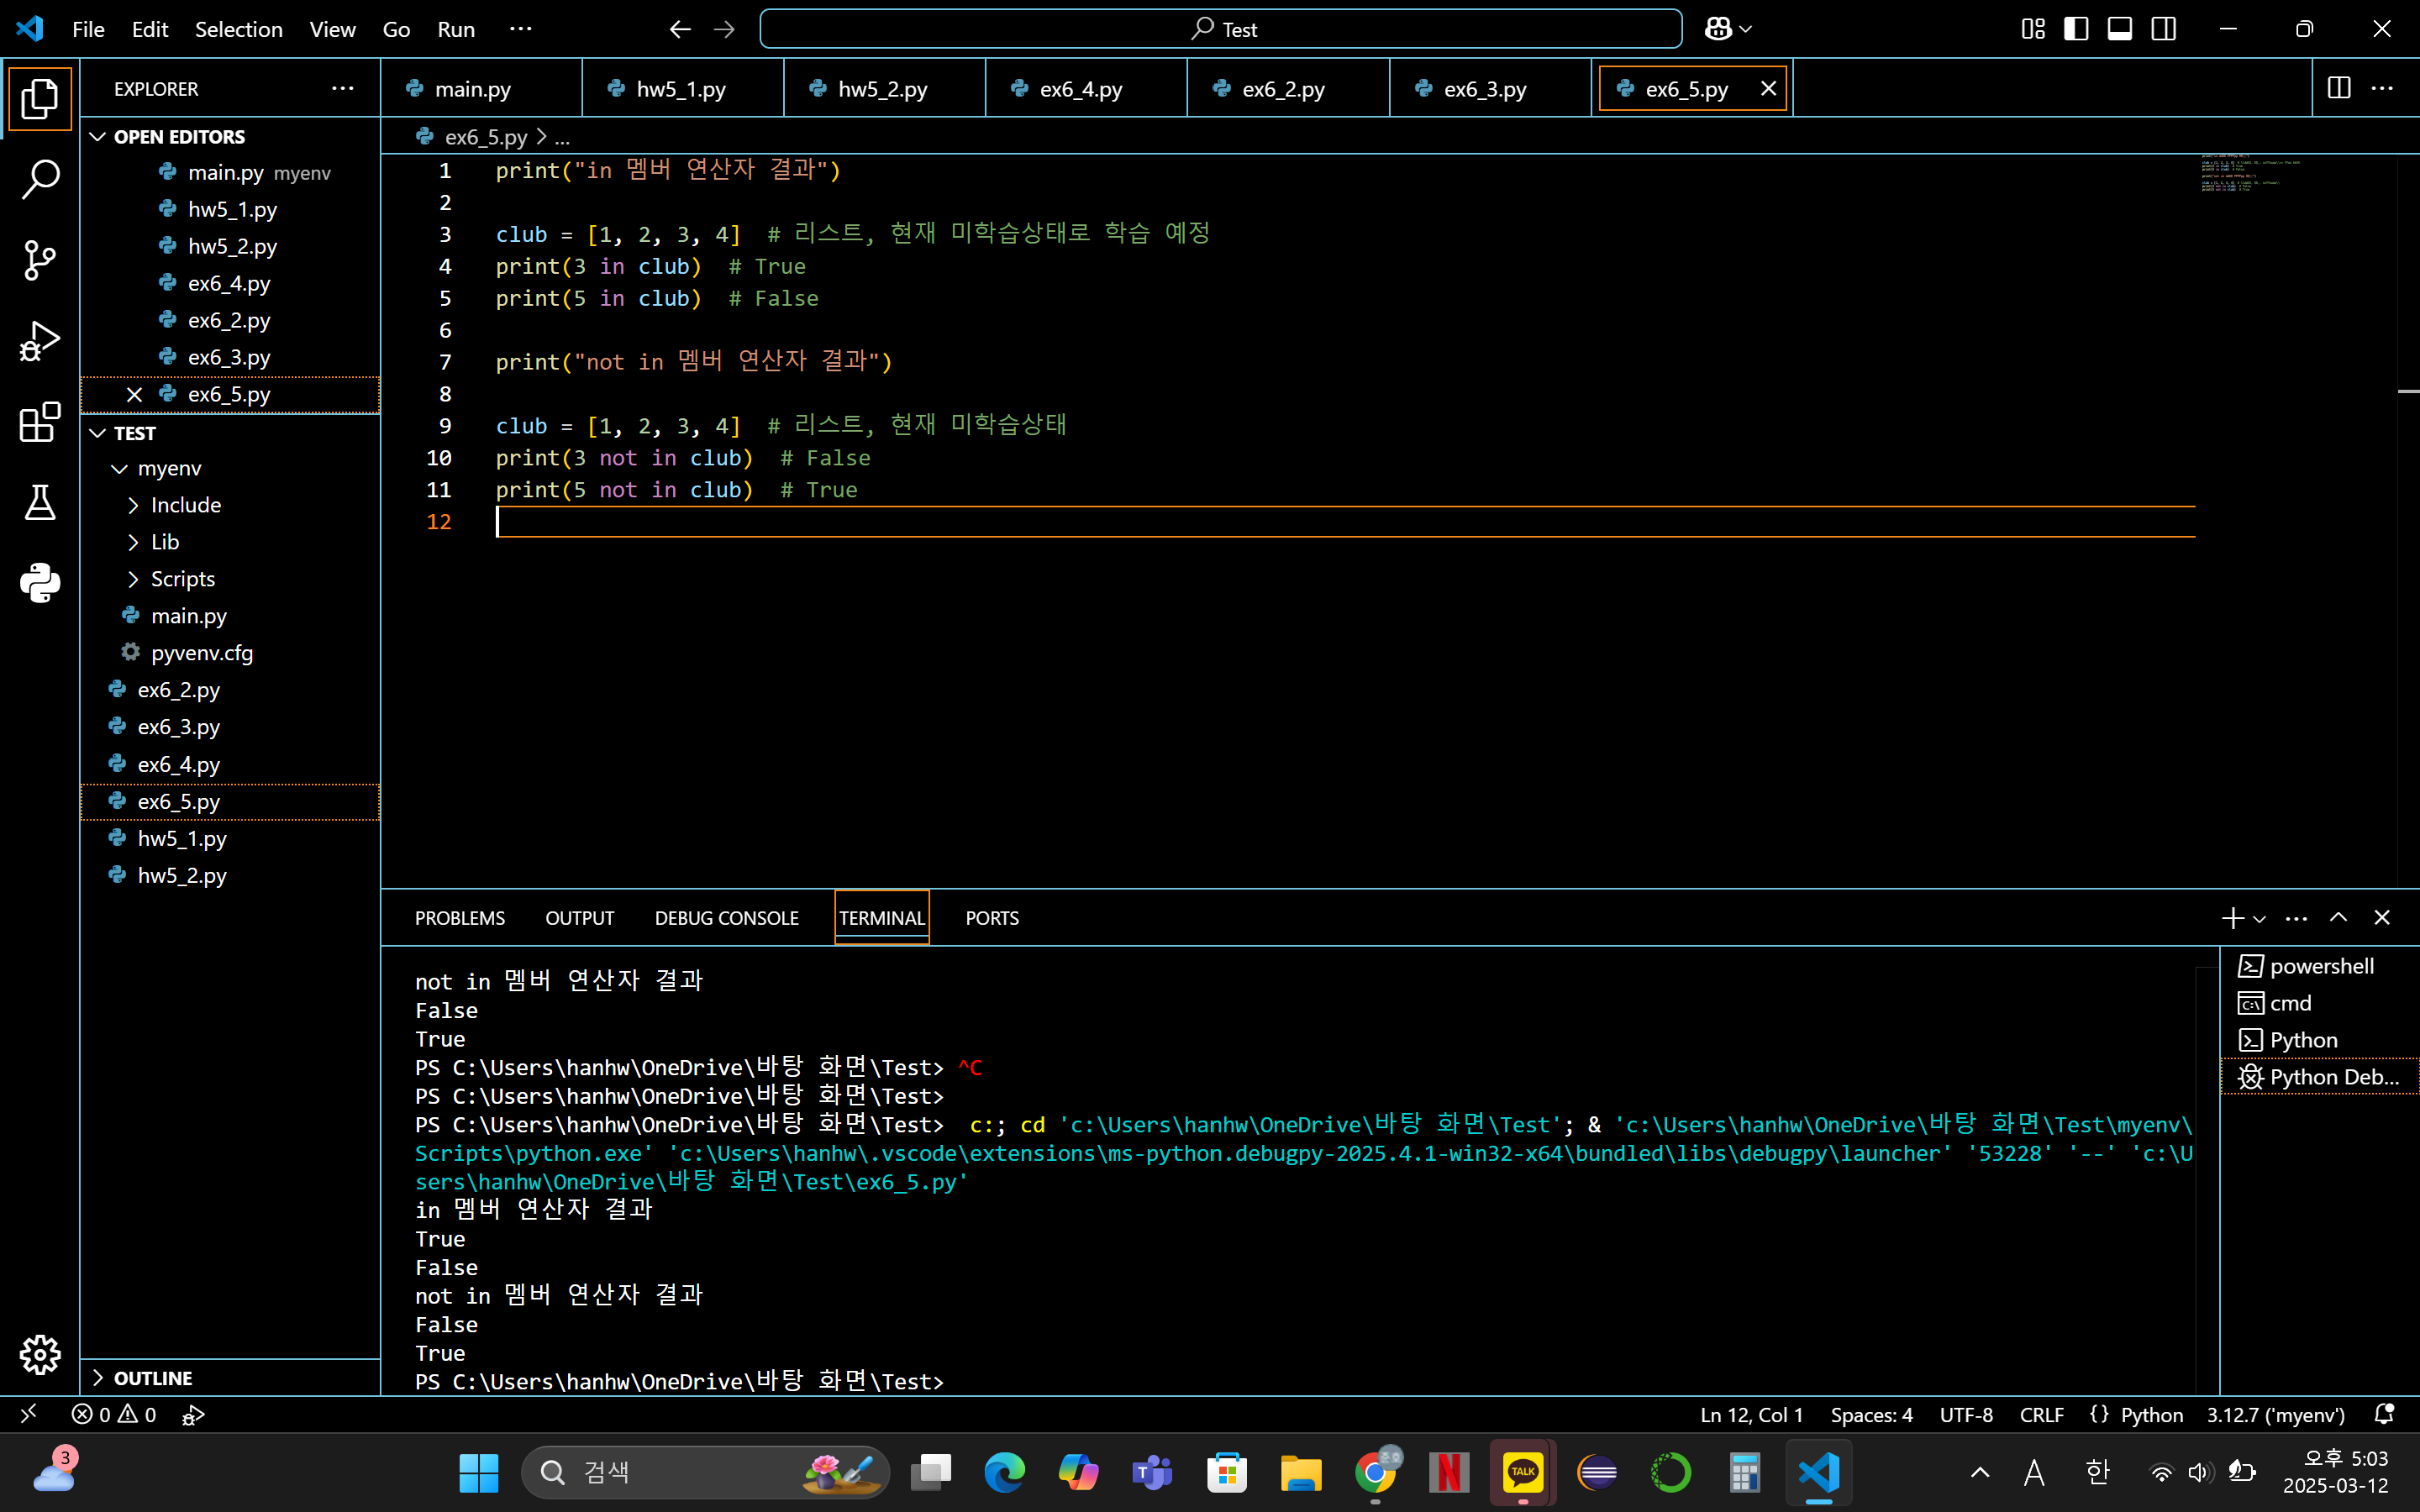 File Edit Selection View Go Run ···
Test
EXPLORER ···
OPEN EDITORS
main.py myenv
hw5_1.py
hw5_2.py
ex6_4.py
ex6_2.py
ex6_3.py
ex6_5.py
TEST
myenv
Include
Lib
Scripts
main.py
pyvenv.cfg
ex6_2.py
ex6_3.py
ex6_4.py
ex6_5.py
hw5_1.py
hw5_2.py
OUTLINE
main.py hw5_1.py hw5_2.py ex6_4.py ex6_2.py ex6_3.py ex6_5.py
ex6_5.py > ...
1 print("in 멤버 연산자 결과")
2
3 club = [1, 2, 3, 4]  # 리스트, 현재 미학습상태로 학습 예정
4 print(3 in club)  # True
5 print(5 in club)  # False
6
7 print("not in 멤버 연산자 결과")
8
9 club = [1, 2, 3, 4]  # 리스트, 현재 미학습상태
10 print(3 not in club)  # False
11 print(5 not in club)  # True
12
PROBLEMS OUTPUT DEBUG CONSOLE TERMINAL PORTS
not in 멤버 연산자 결과
False
True
PS C:\Users\hanhw\OneDrive\바탕 화면\Test> ^C
PS C:\Users\hanhw\OneDrive\바탕 화면\Test>
PS C:\Users\hanhw\OneDrive\바탕 화면\Test>  c:; cd 'c:\Users\hanhw\OneDrive\바탕 화면\Test'; & 'c:\Users\hanhw\OneDrive\바탕 화면\Test\myenv\
Scripts\python.exe' 'c:\Users\hanhw\.vscode\extensions\ms-python.debugpy-2025.4.1-win32-x64\bundled\libs\debugpy\launcher' '53228' '--' 'c:\U
sers\hanhw\OneDrive\바탕 화면\Test\ex6_5.py'
in 멤버 연산자 결과
True
False
not in 멤버 연산자 결과
False
True
PS C:\Users\hanhw\OneDrive\바탕 화면\Test>
powershell
cmd
Python
Python Deb...
0 0
Ln 12, Col 1 Spaces: 4 UTF-8 CRLF {} Python 3.12.7 ('myenv')
3
검색
TALK
A 한
오후 5:03
2025-03-12